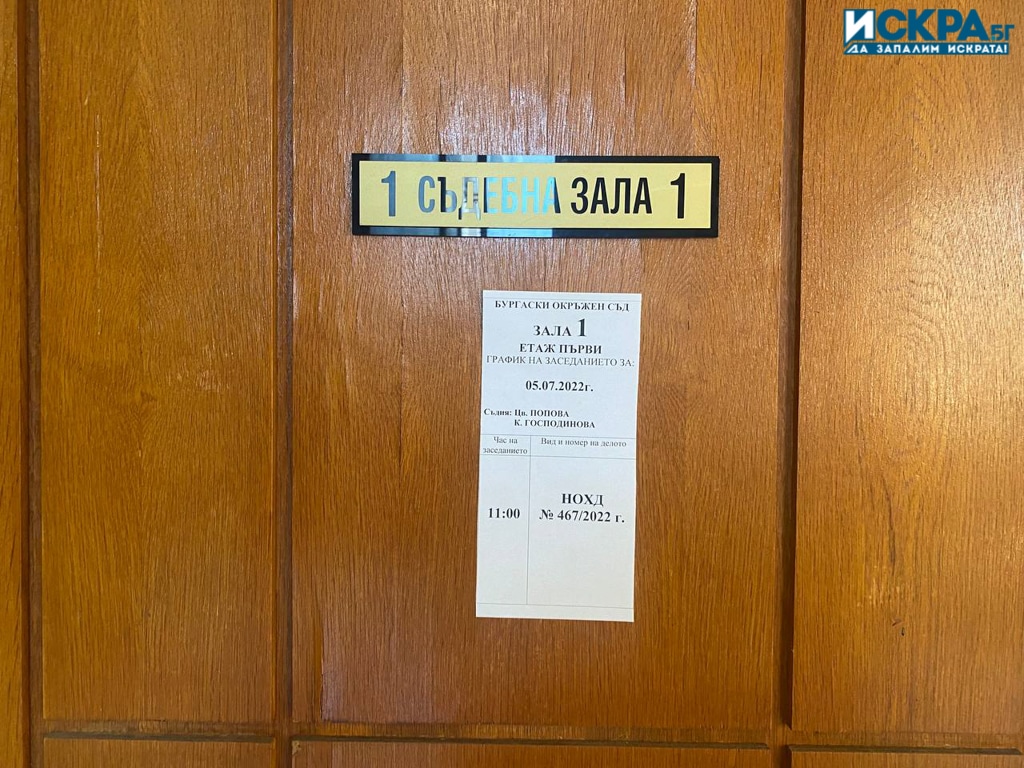 ИСКРА.БГ
ДА ЗАПАЛИМ ИСКРАТА!
1 СЪДЕБНА ЗАЛА 1
БУРГАСКИ ОКРЪЖЕН СЪД
ЗАЛА 1
ЕТАЖ ПЪРВИ
ГРАФИК НА ЗАСЕДАНИЕТО ЗА:
05.07.2022г.
Съдия: Цв. ПОПОВА
К. ГОСПОДИНОВА
Час на заседанието
Вид и номер на делото
11:00
НОХД
№ 467/2022 г.